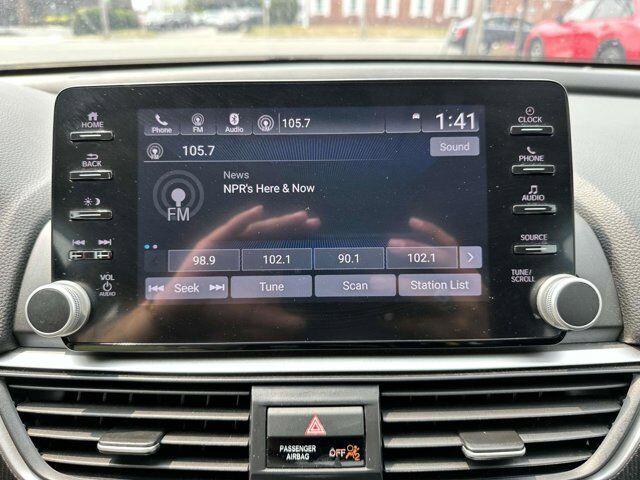 HOME
BACK
VOL
AUDIO
Phone FM Audio 105.7 1:41
105.7 Sound
News
NPR's Here & Now
FM
98.9 102.1 90.1 102.1
Seek Tune Scan Station List
CLOCK
PHONE
AUDIO
SOURCE
TUNE/
SCROLL
PASSENGER
AIRBAG OFF 2